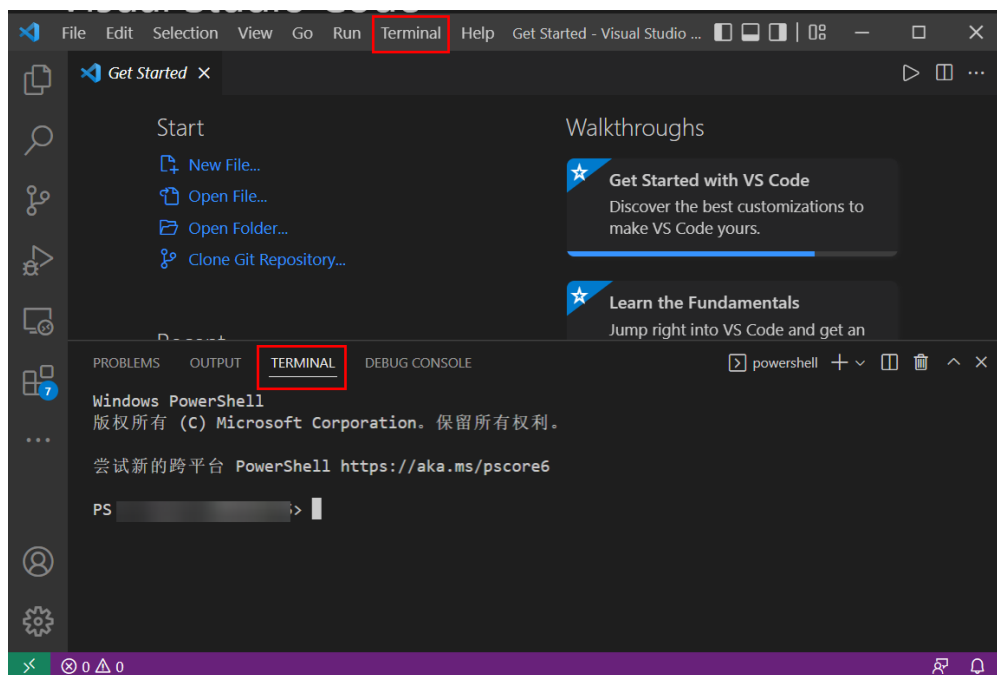 Visual Studio Code
File Edit Selection View Go Run Terminal Help Get Started - Visual Studio ...
Get Started
Start
New File...
Open File...
Open Folder...
Clone Git Repository...
Recent
Walkthroughs
Get Started with VS Code
Discover the best customizations to
make VS Code yours.
Learn the Fundamentals
Jump right into VS Code and get an
7
PROBLEMS OUTPUT TERMINAL DEBUG CONSOLE powershell
Windows PowerShell
版权所有 (C) Microsoft Corporation。保留所有权利。
尝试新的跨平台 PowerShell https://aka.ms/pscore6
PS >
0 0